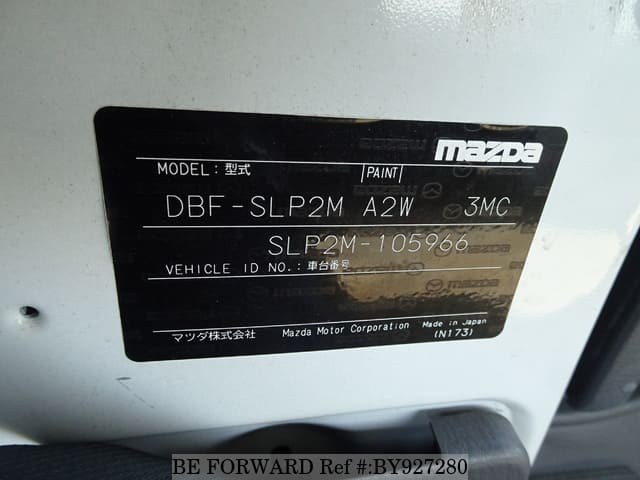 mazda
MODEL:型式 PAINT
DBF-SLP2M A2W 3MC
SLP2M-105966
VEHICLE ID NO.:車台番号
マツダ株式会社 Mazda Motor Corporation Made in Japan
(N173)
BE FORWARD Ref #:BY927280